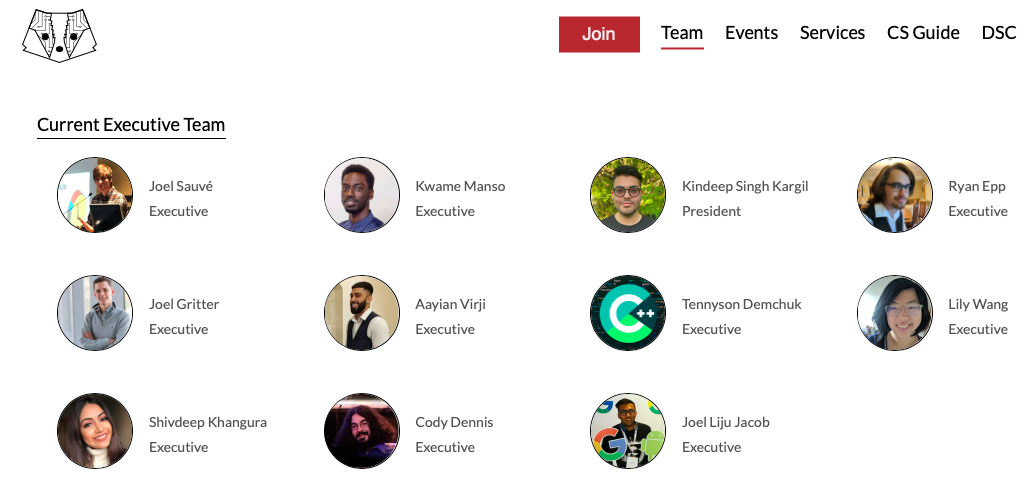 Join Team Events Services CS Guide DSC
Current Executive Team
Joel Sauvé
Executive
Kwame Manso
Executive
Kindeep Singh Kargil
President
Ryan Epp
Executive
Joel Gritter
Executive
Aayian Virji
Executive
C++
Tennyson Demchuk
Executive
Lily Wang
Executive
Shivdeep Khangura
Executive
Cody Dennis
Executive
Joel Liju Jacob
Executive